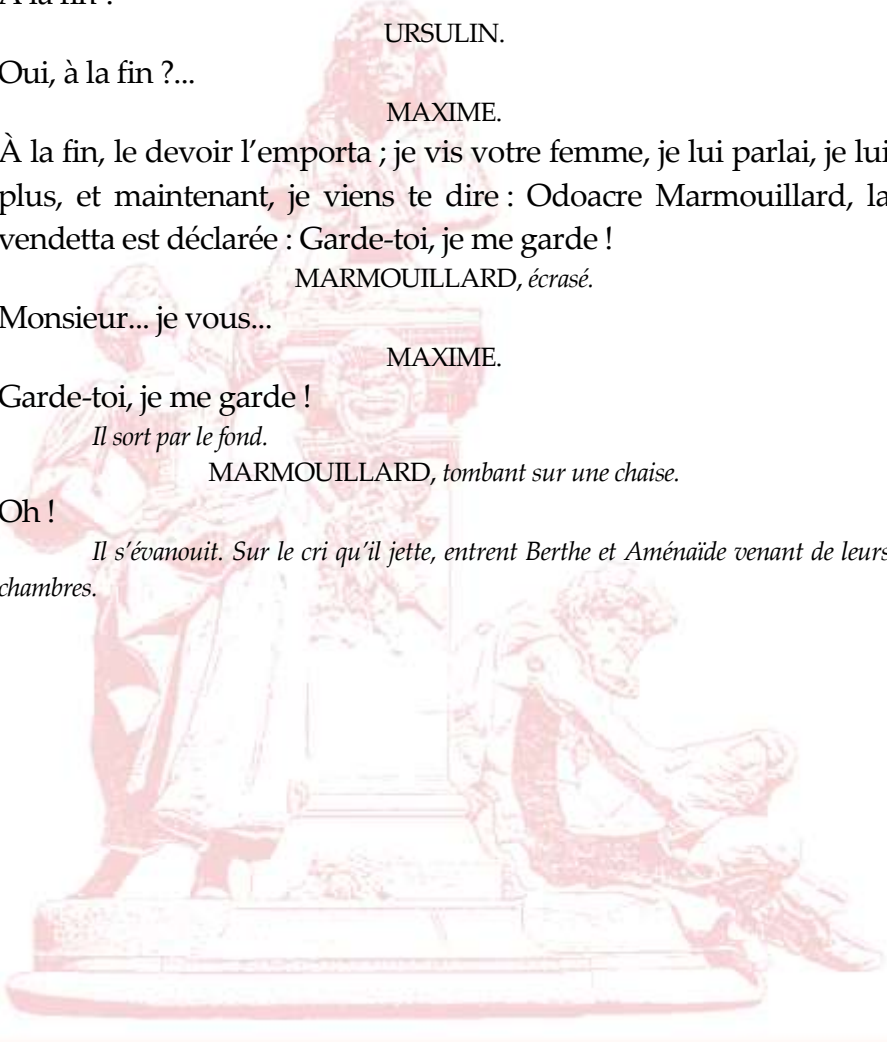 URSULIN.
Oui, à la fin ?...
MAXIME.
À la fin, le devoir l’emporta ; je vis votre femme, je lui parlai, je lui
plus, et maintenant, je viens te dire : Odoacre Marmouillard, la
vendetta est déclarée : Garde-toi, je me garde !
MARMOUILLARD, écrasé.
Monsieur... je vous...
MAXIME.
Garde-toi, je me garde !
Il sort par le fond.
MARMOUILLARD, tombant sur une chaise.
Oh !
Il s’évanouit. Sur le cri qu’il jette, entrent Berthe et Aménaïde venant de leurs
chambres.